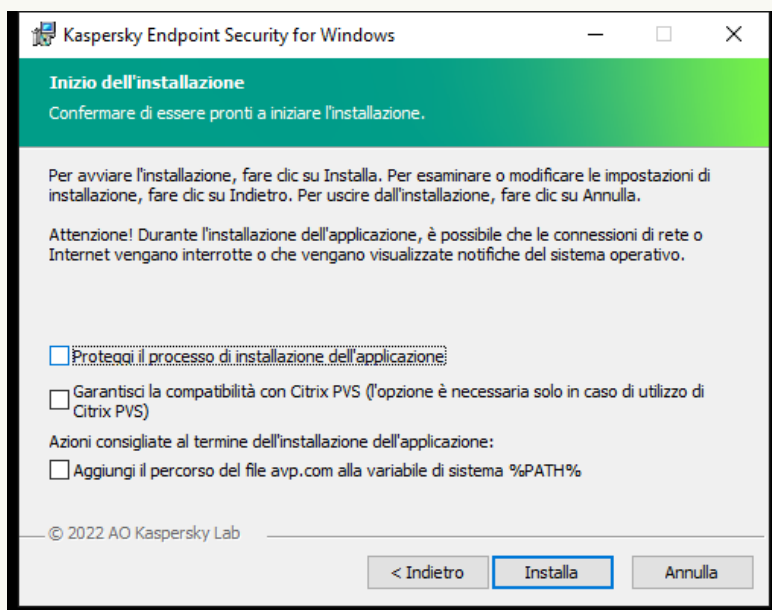 Kaspersky Endpoint Security for Windows
Inizio dell'installazione
Confermare di essere pronti a iniziare l'installazione.
Per avviare l'installazione, fare clic su Installa. Per esaminare o modificare le impostazioni di
installazione, fare clic su Indietro. Per uscire dall'installazione, fare clic su Annulla.
Attenzione! Durante l'installazione dell'applicazione, è possibile che le connessioni di rete o
Internet vengano interrotte o che vengano visualizzate notifiche del sistema operativo.
Proteggi il processo di installazione dell'applicazione
Garantisci la compatibilità con Citrix PVS (l'opzione è necessaria solo in caso di utilizzo di
Citrix PVS)
Azioni consigliate al termine dell'installazione dell'applicazione:
Aggiungi il percorso del file avp.com alla variabile di sistema %PATH%
© 2022 AO Kaspersky Lab
< Indietro Installa Annulla